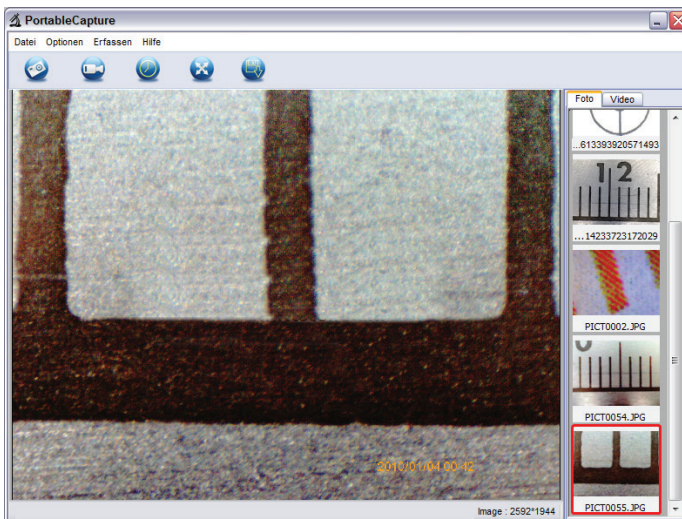 PortableCapture
Datei Optionen Erfassen Hilfe
Foto Video
...613393920571493
1 2
...14233723172029
PICT0002.JPG
0
PICT0054.JPG
PICT0055.JPG
2010/01/04 00:42
Image : 2592*1944